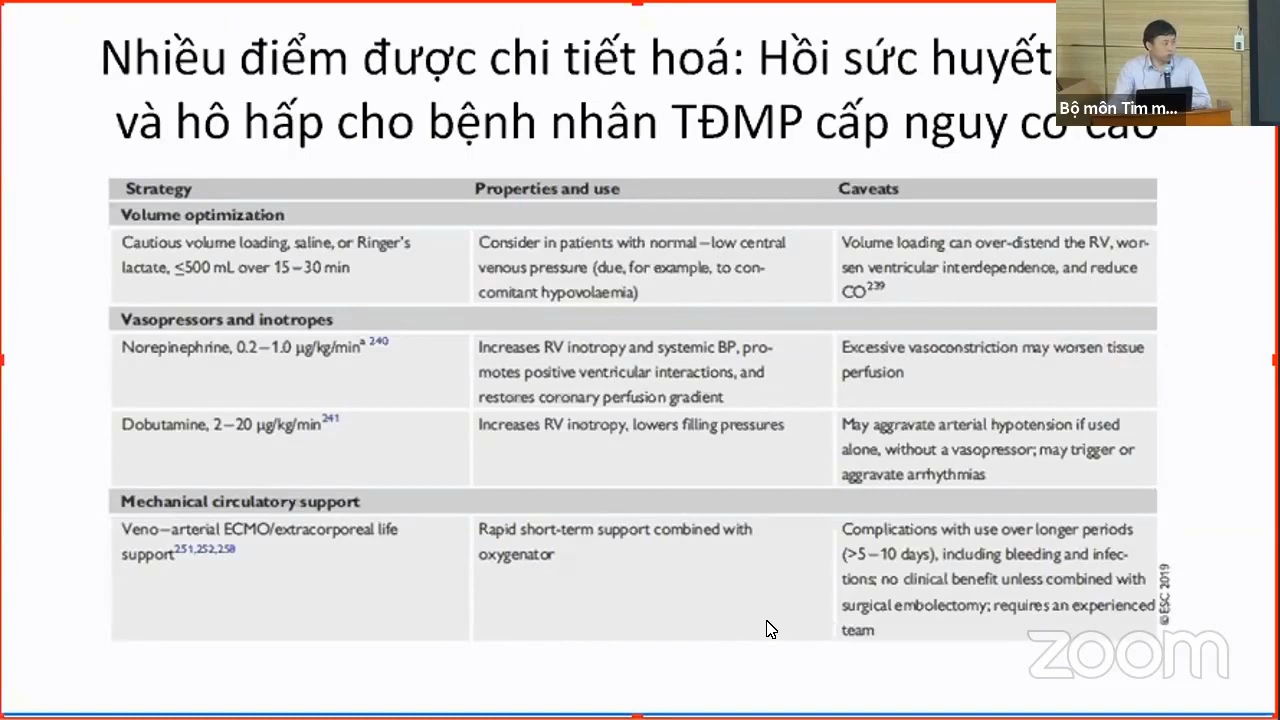 Nhiều điểm được chi tiết hoá: Hồi sức huyết
và hô hấp cho bệnh nhân TĐMP cấp nguy cơ cao
Bộ môn Tim m...
Strategy Properties and use Caveats
Volume optimization
Cautious volume loading, saline, or Ringer's
lactate, ≤500 mL over 15–30 min
Consider in patients with normal–low central
venous pressure (due, for example, to con-
comitant hypovolaemia)
Volume loading can over-distend the RV, wor-
sen ventricular interdependence, and reduce
CO239
Vasopressors and inotropes
Norepinephrine, 0.2–1.0 µg/kg/mina 240
Increases RV inotropy and systemic BP, pro-
motes positive ventricular interactions, and
restores coronary perfusion gradient
Excessive vasoconstriction may worsen tissue
perfusion
Dobutamine, 2–20 µg/kg/min241
Increases RV inotropy, lowers filling pressures
May aggravate arterial hypotension if used
alone, without a vasopressor; may trigger or
aggravate arrhythmias
Mechanical circulatory support
Veno–arterial ECMO/extracorporeal life
support251,252,258
Rapid short-term support combined with
oxygenator
Complications with use over longer periods
(>5–10 days), including bleeding and infec-
tions; no clinical benefit unless combined with
surgical embolectomy; requires an experienced
team
©ESC 2019
zoom